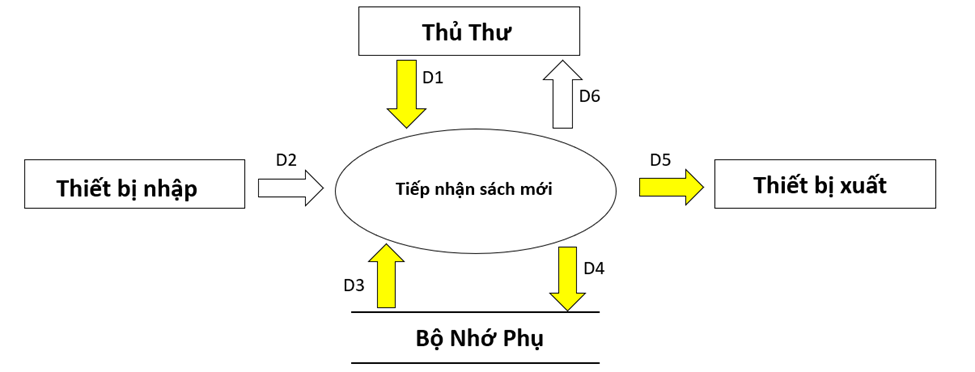 Thủ Thư
D1
D6
D2
D5
Thiết bị nhập
Tiếp nhận sách mới
Thiết bị xuất
D3
D4
Bộ Nhớ Phụ